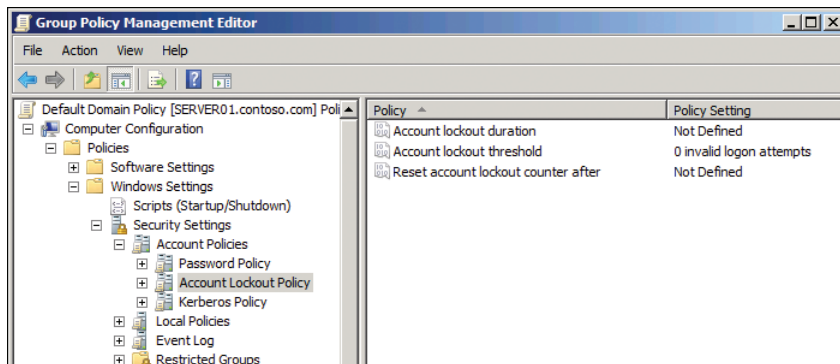 Group Policy Management Editor
File Action View Help
Default Domain Policy [SERVER01.contoso.com] Poli
Computer Configuration
Policies
Software Settings
Windows Settings
Scripts (Startup/Shutdown)
Security Settings
Account Policies
Password Policy
Account Lockout Policy
Kerberos Policy
Local Policies
Event Log
Restricted Groups
Policy Policy Setting
Account lockout duration Not Defined
Account lockout threshold 0 invalid logon attempts
Reset account lockout counter after Not Defined